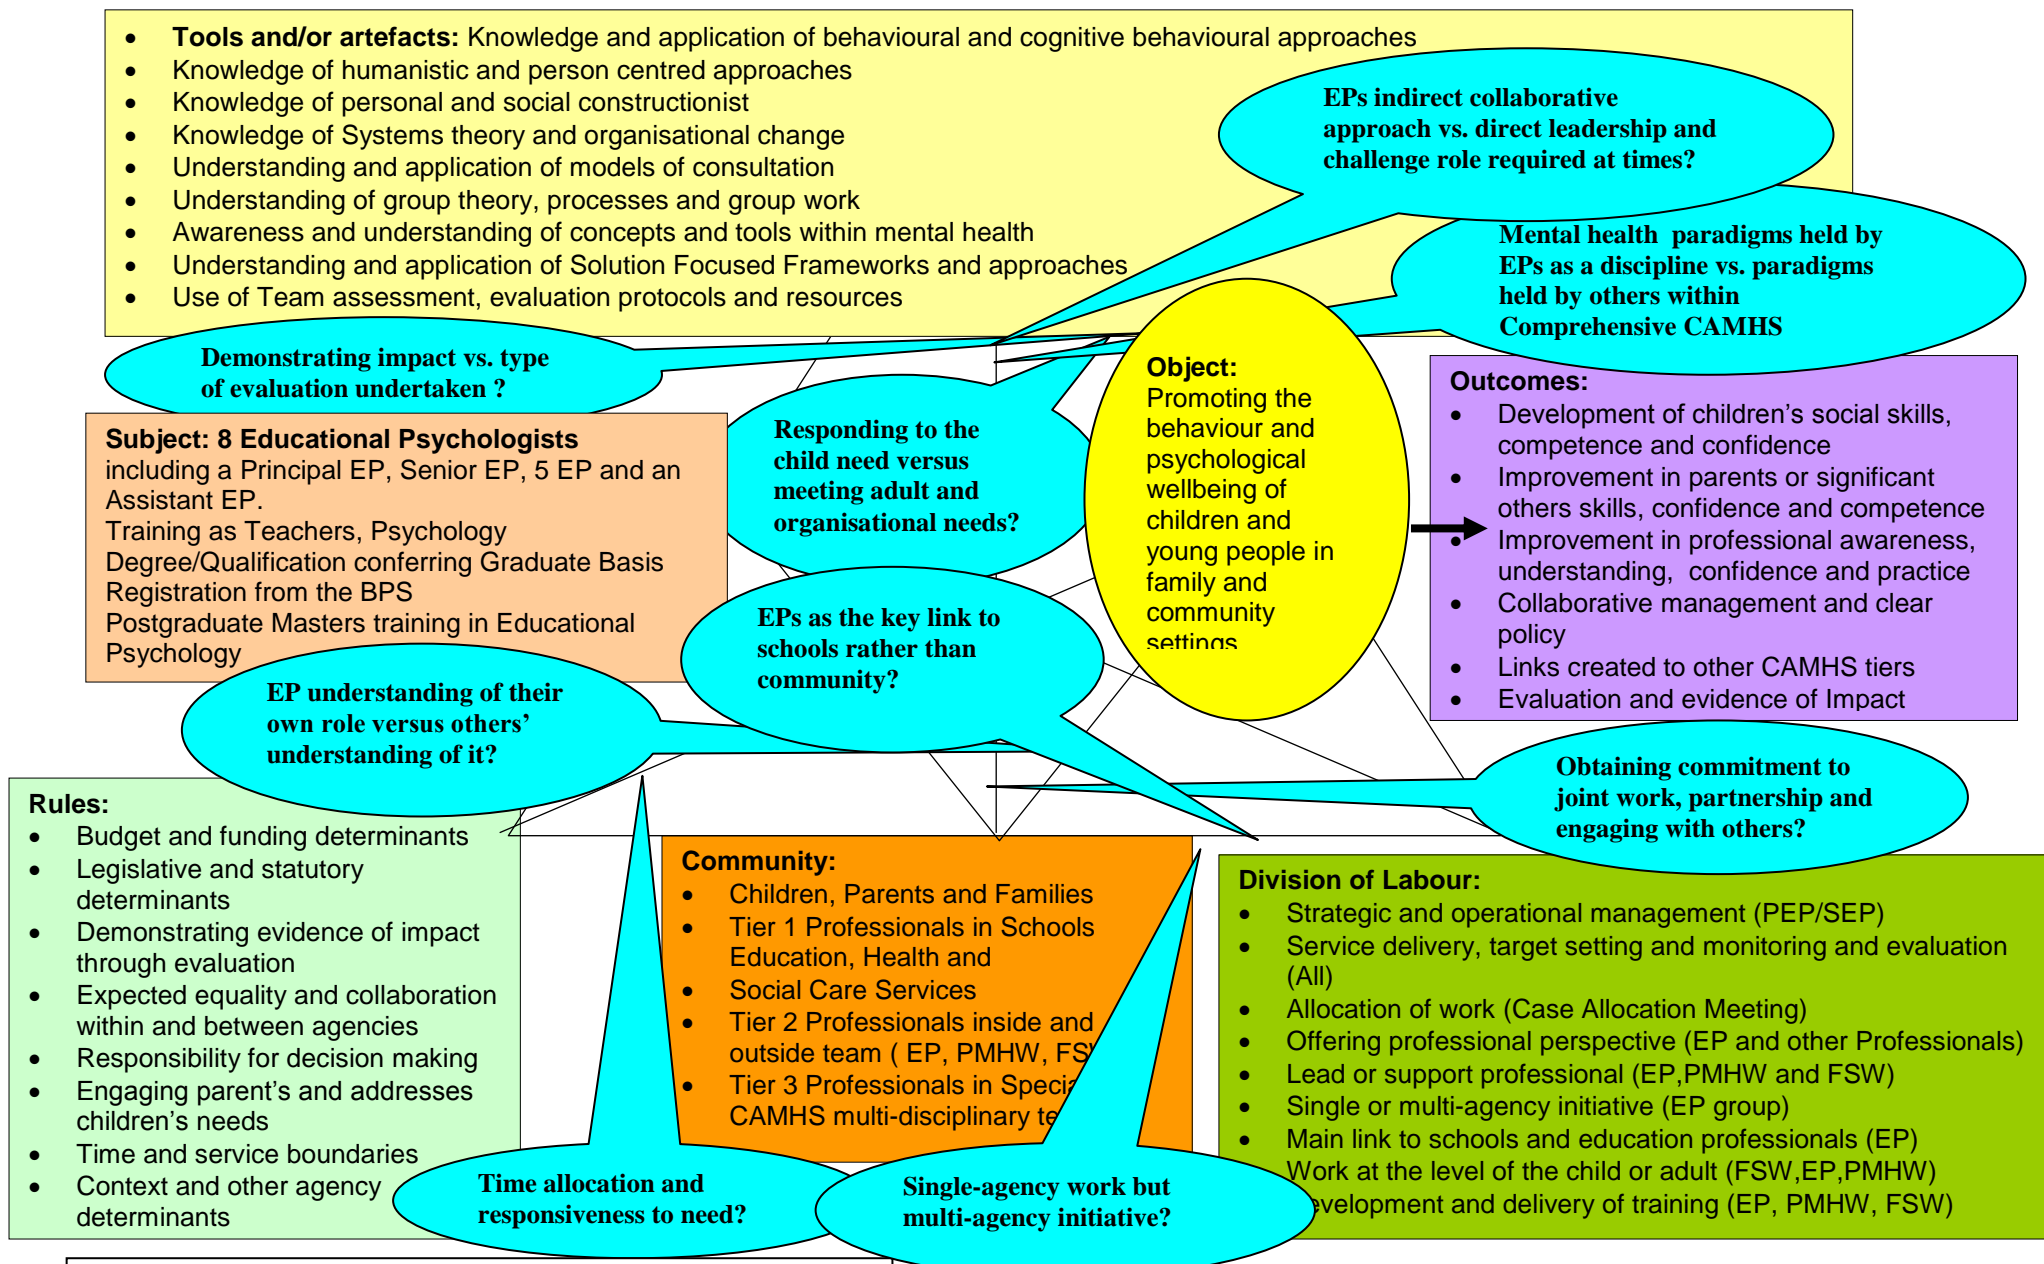 • Tools and/or artefacts: Knowledge and application of behavioural and cognitive behavioural approaches
• Knowledge of humanistic and person centred approaches
• Knowledge of personal and social constructionist
• Knowledge of Systems theory and organisational change
• Understanding and application of models of consultation
• Understanding of group theory, processes and group work
• Awareness and understanding of concepts and tools within mental health
• Understanding and application of Solution Focused Frameworks and approaches
• Use of Team assessment, evaluation protocols and resources
EPs indirect collaborative
approach vs. direct leadership and
challenge role required at times?
Mental health paradigms held by
EPs as a discipline vs. paradigms
held by others within
Comprehensive CAMHS
Demonstrating impact vs. type
of evaluation undertaken ?
Subject: 8 Educational Psychologists
including a Principal EP, Senior EP, 5 EP and an
Assistant EP.
Training as Teachers, Psychology
Degree/Qualification conferring Graduate Basis
Registration from the BPS
Postgraduate Masters training in Educational
Psychology
Responding to the
child need versus
meeting adult and
organisational needs?
Object:
Promoting the
behaviour and
psychological
wellbeing of
children and
young people in
family and
community
settings
Outcomes:
• Development of children's social skills,
competence and confidence
• Improvement in parents or significant
others skills, confidence and competence
• Improvement in professional awareness,
understanding, confidence and practice
• Collaborative management and clear
policy
• Links created to other CAMHS tiers
• Evaluation and evidence of Impact
EPs as the key link to
schools rather than
community?
EP understanding of their
own role versus others'
understanding of it?
Obtaining commitment to
joint work, partnership and
engaging with others?
Rules:
• Budget and funding determinants
• Legislative and statutory
determinants
• Demonstrating evidence of impact
through evaluation
• Expected equality and collaboration
within and between agencies
• Responsibility for decision making
• Engaging parent's and addresses
children's needs
• Time and service boundaries
• Context and other agency
determinants
Community:
• Children, Parents and Families
• Tier 1 Professionals in Schools
Education, Health and
• Social Care Services
• Tier 2 Professionals inside and
outside team ( EP, PMHW,
• Tier 3 Professionals in
CAMHS multi-disciplinary
Division of Labour:
• Strategic and operational management (PEP/SEP)
• Service delivery, target setting and monitoring and evaluation
(All)
• Allocation of work (Case Allocation Meeting)
• Offering professional perspective (EP and other Professionals)
• Lead or support professional (EP,PMHW and FSW)
• Single or multi-agency initiative (EP group)
• Main link to schools and education professionals (EP)
Work at the level of the child or adult (FSW,EP,PMHW)
and delivery of training (EP, PMHW, FSW)
Time allocation and
responsiveness to need?
Single-agency work but
multi-agency initiative?